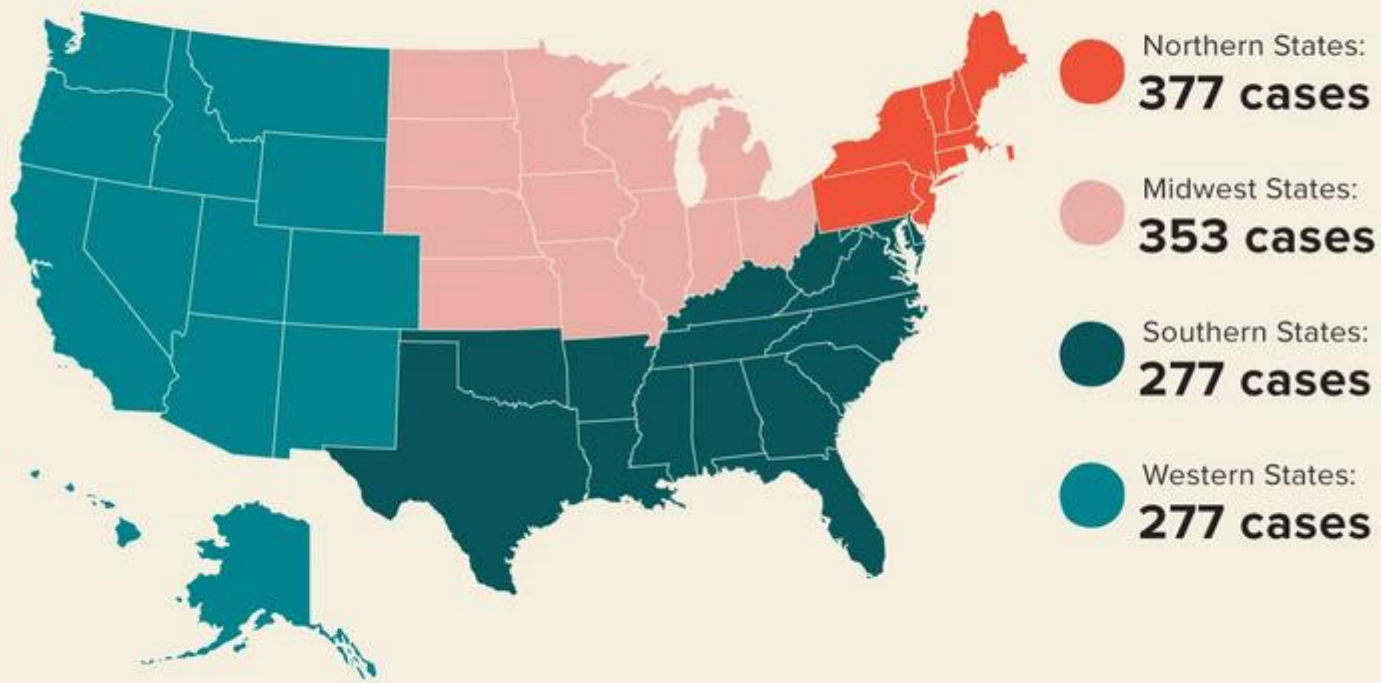 Northern States:
377 cases
Midwest States:
353 cases
Southern States:
277 cases
Western States:
277 cases